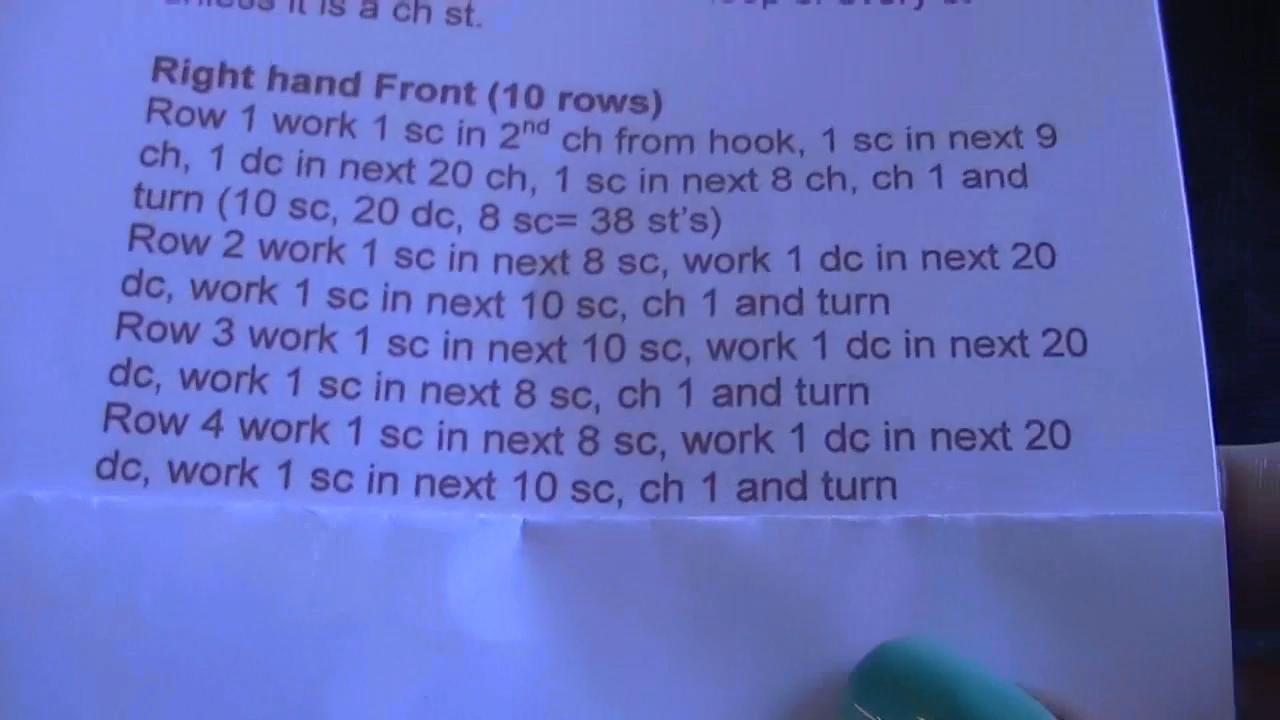 it is a ch st.
Right hand Front (10 rows)
Row 1 work 1 sc in 2nd ch from hook, 1 sc in next 9
ch, 1 dc in next 20 ch, 1 sc in next 8 ch, ch 1 and
turn (10 sc, 20 dc, 8 sc= 38 st's)
Row 2 work 1 sc in next 8 sc, work 1 dc in next 20
dc, work 1 sc in next 10 sc, ch 1 and turn
Row 3 work 1 sc in next 10 sc, work 1 dc in next 20
dc, work 1 sc in next 8 sc, ch 1 and turn
Row 4 work 1 sc in next 8 sc, work 1 dc in next 20
dc, work 1 sc in next 10 sc, ch 1 and turn